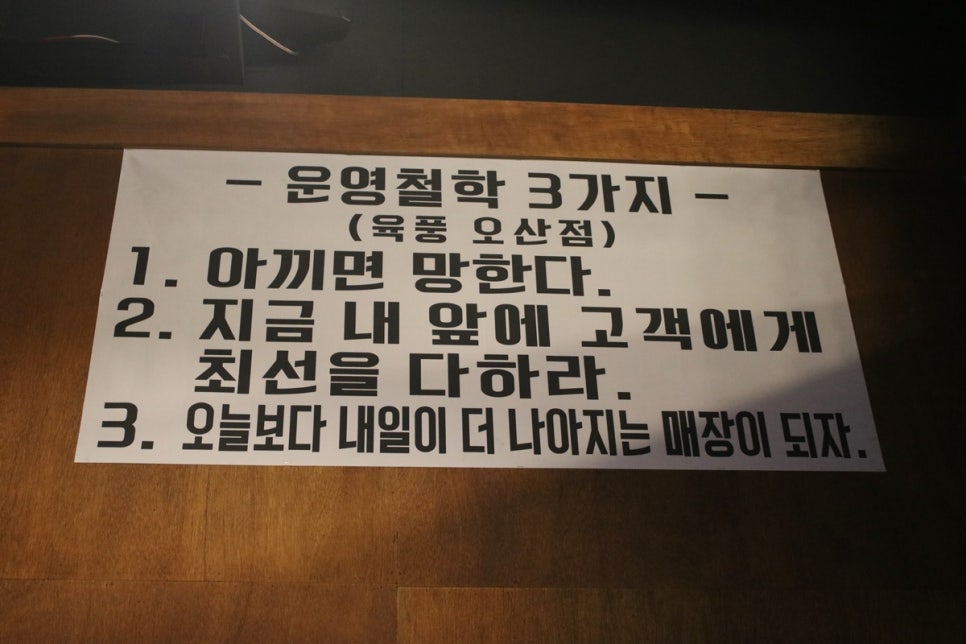 - 운영철학 3가지 -
(육풍 오산점)
1. 아끼면 망한다.
2. 지금 내 앞에 고객에게
최선을 다하라.
3. 오늘보다 내일이 더 나아지는 매장이 되자.